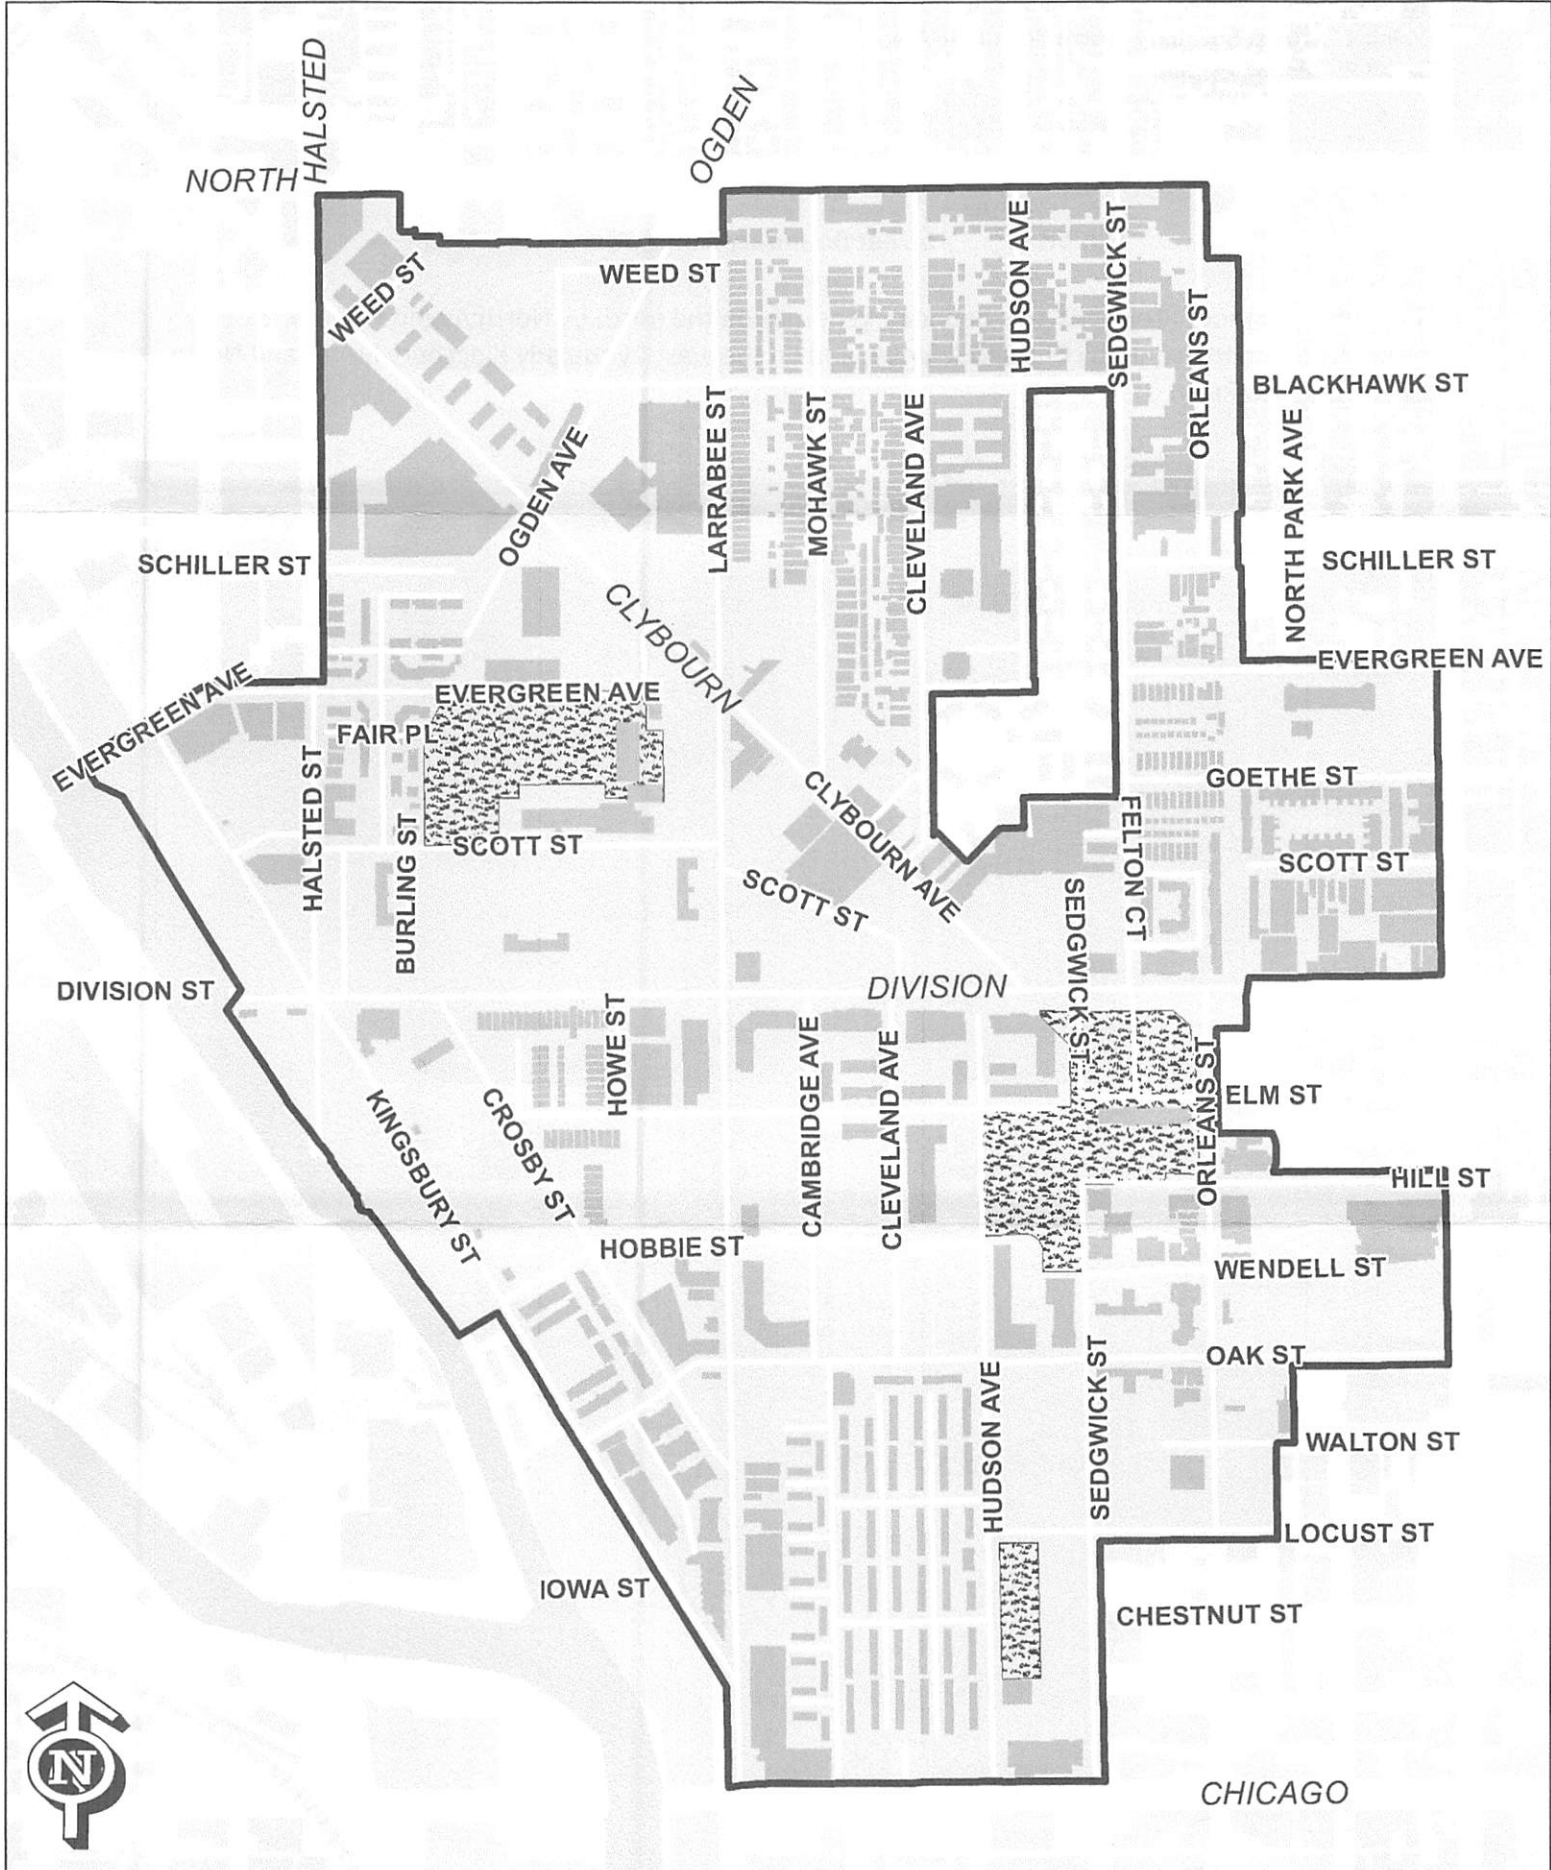 HALSTED
NORTH
OGDEN
WEED ST
WEED ST
HUDSON AVE
SEDGWICK ST
ORLEANS ST
BLACKHAWK ST
LARRABEE ST
MOHAWK ST
CLEVELAND AVE
NORTH PARK AVE
OGDEN AVE
SCHILLER ST
SCHILLER ST
CLYBOURN
EVERGREEN AVE
EVERGREEN AVE
EVERGREEN AVE
FAIR PL
HALSTED ST
BURLING ST
SCOTT ST
GOETHE ST
CLYBOURN AVE
FELTON CT
SCOTT ST
SCOTT ST
SEDGWICK ST
DIVISION ST
DIVISION
HOWE ST
CAMBRIDGE AVE
CLEVELAND AVE
ORLEANS ST
ELM ST
KINGSBURY ST
CROSBY ST
HILL ST
HOBBIE ST
WENDELL ST
OAK ST
HUDSON AVE
SEDGWICK ST
WALTON ST
LOCUST ST
IOWA ST
CHESTNUT ST
N
CHICAGO